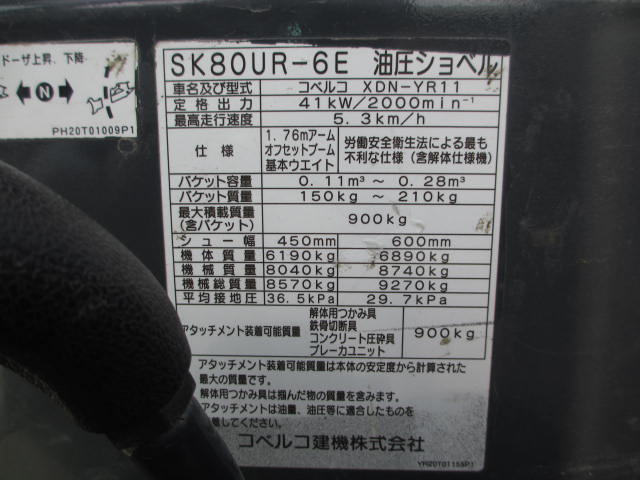 ドーザ上昇、下降
N
PH20T01009P1
SK80UR-6E 油圧ショベル
車名及び型式 コベルコ XDN-YR11
定格出力 41kW/2000min⁻¹
最高走行速度 5.3km/h
仕様 1.76mアーム オフセットブーム 基本ウエイト 労働安全衛生法による最も 不利な仕様(含解体仕様機)
バケット容量 0.11m³ ~ 0.28m³
バケット質量 150kg ~ 210kg
最大積載質量 (含バケット) 900kg
シュー幅 450mm 600mm
機体質量 6190kg 6890kg
機械質量 8040kg 8740kg
機械総質量 8570kg 9270kg
平均接地圧 36.5kPa 29.7kPa
アタッチメント装着可能質量 解体用つかみ具 鉄骨切断具 コンクリート圧砕具 ブレーカユニット 900kg
アタッチメント装着可能質量は本体の安定度から計算された
最大の質量です。
解体用つかみ具は掴んだ物の質量を含みます。
アタッチメントは油量、油圧等に適合したものを
着してください。
コベルコ建機株式会社
YR20T01155P1